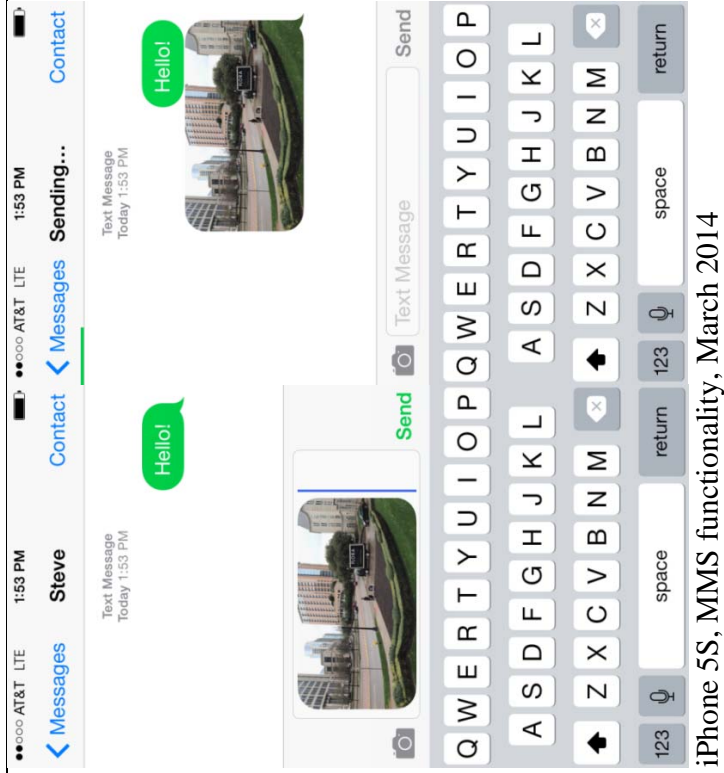 ●●○○○ AT&T LTE 1:53 PM
Messages Steve Contact
Text Message
Today 1:53 PM
Hello!
Send
Q W E R T Y U I O P
A S D F G H J K L
Z X C V B N M
123 space return
●●○○○ AT&T LTE 1:53 PM
Messages Sending... Contact
Text Message
Today 1:53 PM
Hello!
Text Message Send
Q W E R T Y U I O P
A S D F G H J K L
Z X C V B N M
123 space return
iPhone 5S, MMS functionality, March 2014